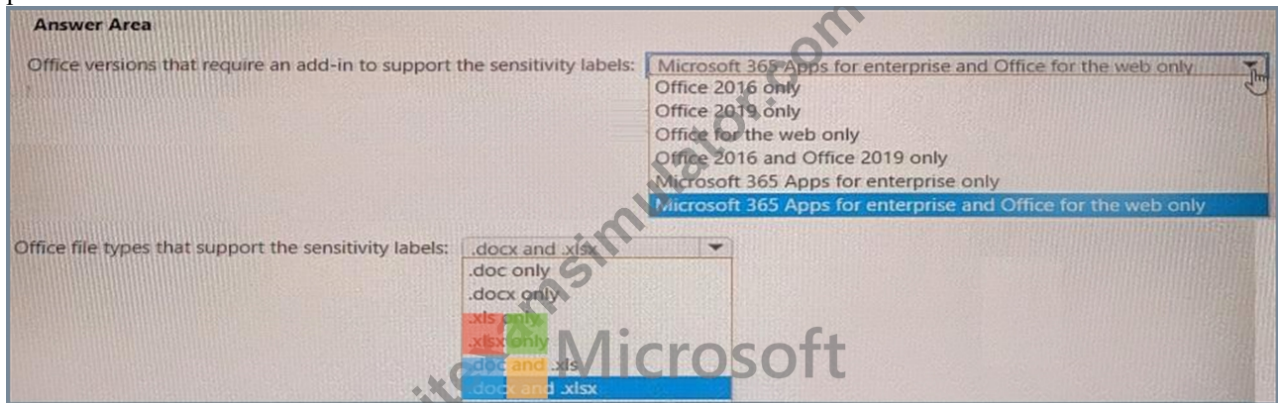 Answer Area
Office versions that require an add-in to support the sensitivity labels: Microsoft 365 Apps for enterprise and Office for the web only
Office 2016 only
Office 2019 only
Office for the web only
Office 2016 and Office 2019 only
Microsoft 365 Apps for enterprise only
Microsoft 365 Apps for enterprise and Office for the web only
Office file types that support the sensitivity labels: .docx and .xlsx
.doc only
.docx only
.xls only
.xlsx only
.doc and .xls
.docx and .xlsx
Microsoft